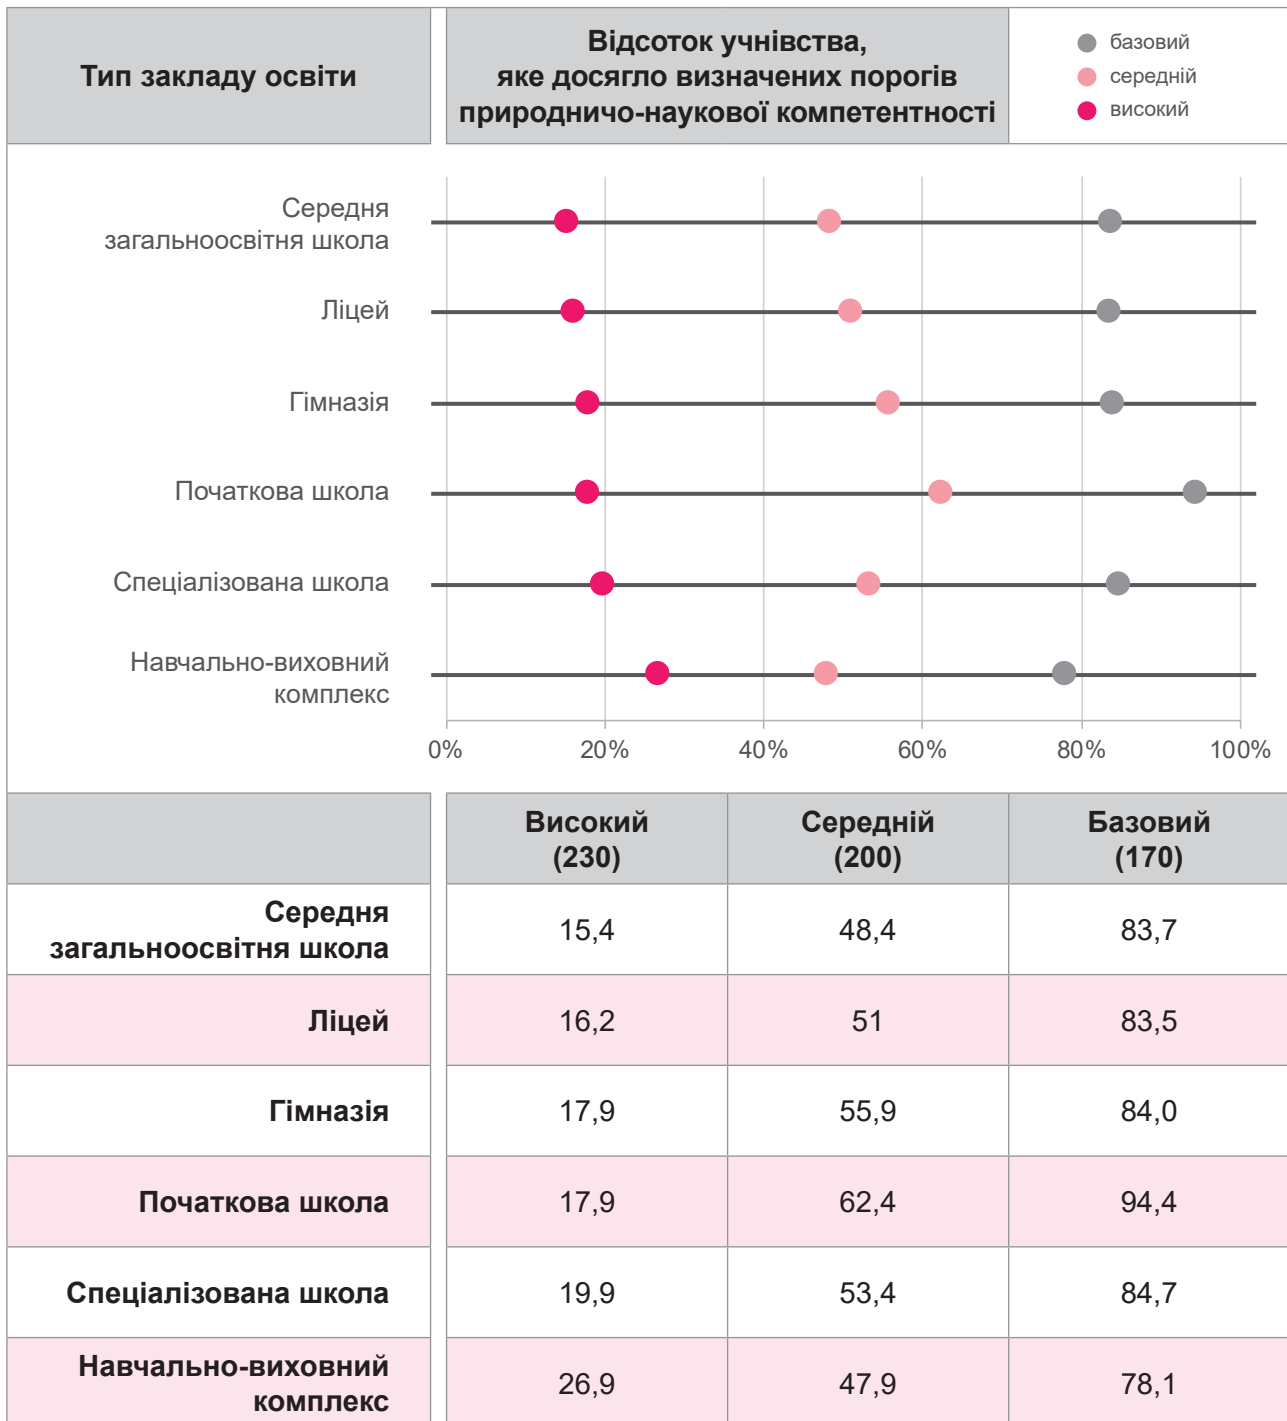 Тип закладу освіти
Відсоток учнівства,
яке досягло визначених порогів
природничо-наукової компетентності
базовий
середній
високий
Середня
загальноосвітня школа
Ліцей
Гімназія
Початкова школа
Спеціалізована школа
Навчально-виховний
комплекс
0% 20% 40% 60% 80% 100%
Високий Середній Базовий
(230) (200) (170)
Середня
загальноосвітня школа 15,4 48,4 83,7
Ліцей 16,2 51 83,5
Гімназія 17,9 55,9 84,0
Початкова школа 17,9 62,4 94,4
Спеціалізована школа 19,9 53,4 84,7
Навчально-виховний
комплекс 26,9 47,9 78,1